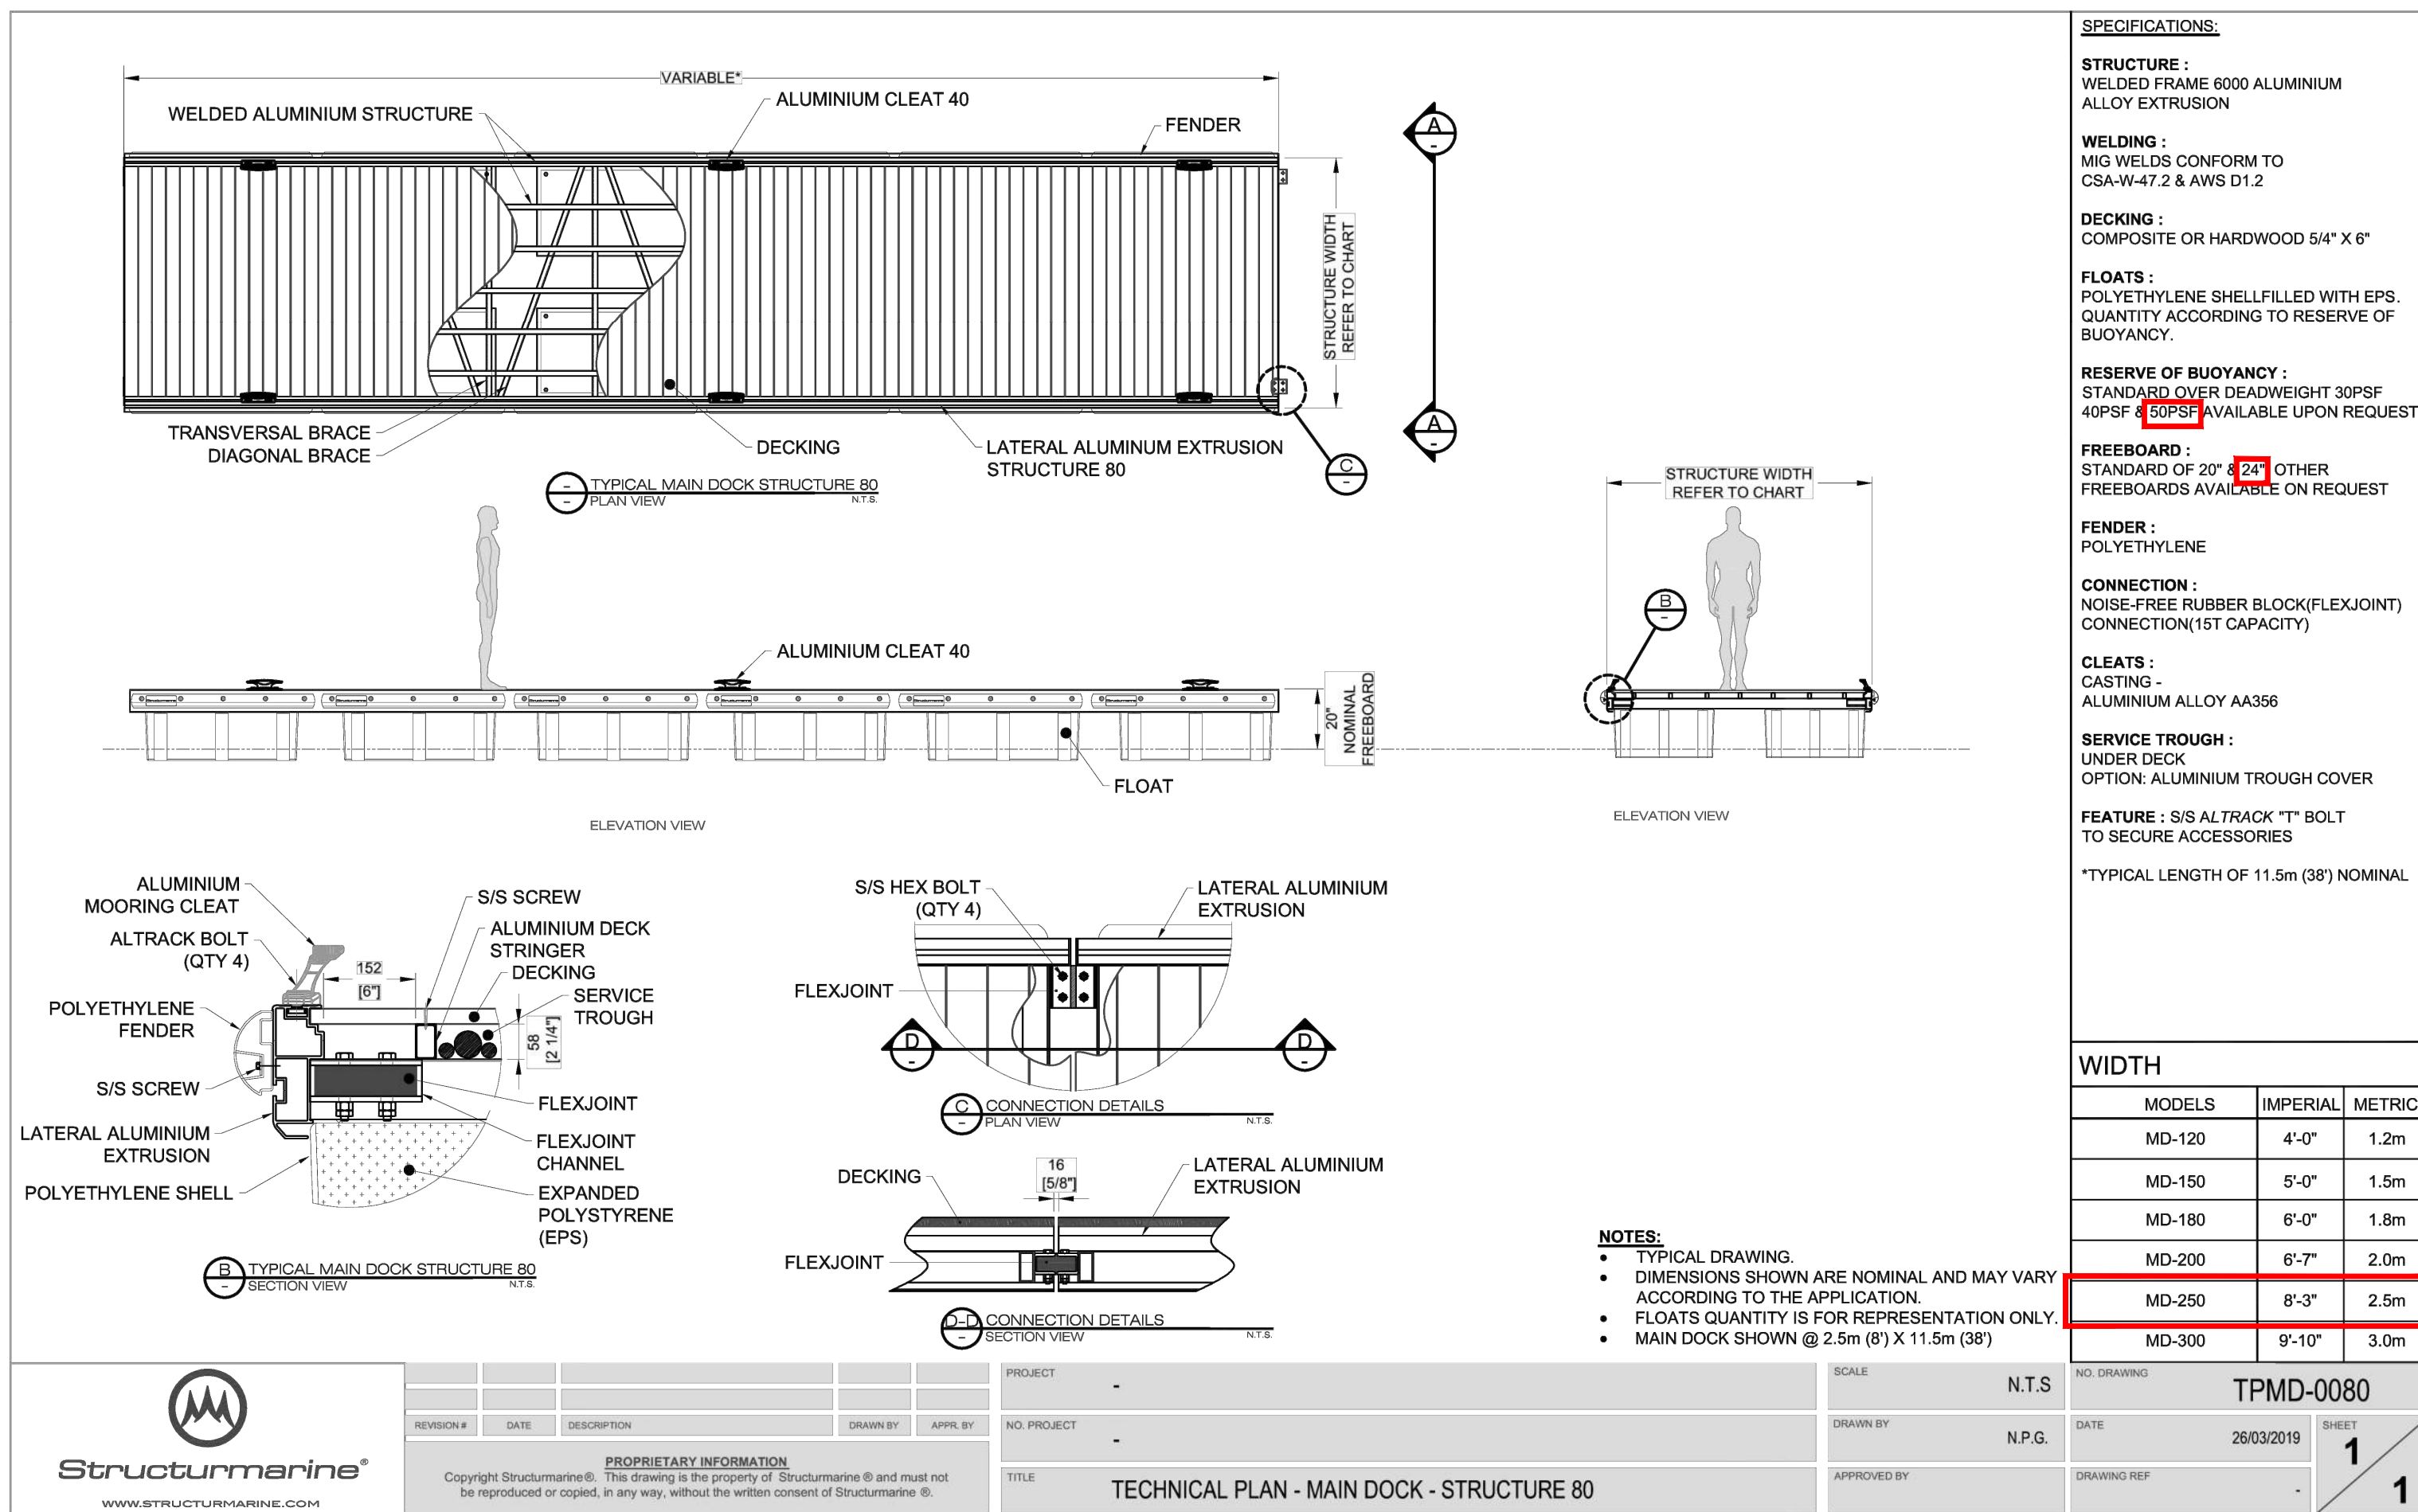 VARIABLE*
WELDED ALUMINIUM STRUCTURE
ALUMINIUM CLEAT 40
FENDER
A
-
STRUCTURE WIDTH
REFER TO CHART
A
-
TRANSVERSAL BRACE
DIAGONAL BRACE
DECKING
LATERAL ALUMINUM EXTRUSION
STRUCTURE 80
C
-
-
-
TYPICAL MAIN DOCK STRUCTURE 80
PLAN VIEW
N.T.S.
ALUMINIUM CLEAT 40
20"
NOMINAL
FREEBOARD
FLOAT
ELEVATION VIEW
STRUCTURE WIDTH
REFER TO CHART
B
-
ELEVATION VIEW
ALUMINIUM
MOORING CLEAT
ALTRACK BOLT
(QTY 4)
POLYETHYLENE
FENDER
S/S SCREW
LATERAL ALUMINIUM
EXTRUSION
POLYETHYLENE SHELL
152
[6"]
S/S SCREW
ALUMINIUM DECK
STRINGER
DECKING
SERVICE
TROUGH
58
[2 1/4"]
FLEXJOINT
FLEXJOINT
CHANNEL
EXPANDED
POLYSTYRENE
(EPS)
B
-
TYPICAL MAIN DOCK STRUCTURE 80
SECTION VIEW
N.T.S.
S/S HEX BOLT
(QTY 4)
LATERAL ALUMINIUM
EXTRUSION
FLEXJOINT
D
-
D
-
C
-
CONNECTION DETAILS
PLAN VIEW
N.T.S.
DECKING
16
[5/8"]
LATERAL ALUMINIUM
EXTRUSION
FLEXJOINT
D-D
-
CONNECTION DETAILS
SECTION VIEW
N.T.S.
NOTES:
• TYPICAL DRAWING.
• DIMENSIONS SHOWN ARE NOMINAL AND MAY VARY
ACCORDING TO THE APPLICATION.
• FLOATS QUANTITY IS FOR REPRESENTATION ONLY.
• MAIN DOCK SHOWN @ 2.5m (8') X 11.5m (38')
SPECIFICATIONS:
STRUCTURE :
WELDED FRAME 6000 ALUMINIUM
ALLOY EXTRUSION
WELDING :
MIG WELDS CONFORM TO
CSA-W-47.2 & AWS D1.2
DECKING :
COMPOSITE OR HARDWOOD 5/4" X 6"
FLOATS :
POLYETHYLENE SHELLFILLED WITH EPS.
QUANTITY ACCORDING TO RESERVE OF
BUOYANCY.
RESERVE OF BUOYANCY :
STANDARD OVER DEADWEIGHT 30PSF
40PSF & 50PSF AVAILABLE UPON REQUEST
FREEBOARD :
STANDARD OF 20" & 24" OTHER
FREEBOARDS AVAILABLE ON REQUEST
FENDER :
POLYETHYLENE
CONNECTION :
NOISE-FREE RUBBER BLOCK(FLEXJOINT)
CONNECTION(15T CAPACITY)
CLEATS :
CASTING -
ALUMINIUM ALLOY AA356
SERVICE TROUGH :
UNDER DECK
OPTION: ALUMINIUM TROUGH COVER
FEATURE : S/S ALTRACK "T" BOLT
TO SECURE ACCESSORIES
*TYPICAL LENGTH OF 11.5m (38') NOMINAL
WIDTH
MODELS IMPERIAL METRIC
MD-120 4'-0" 1.2m
MD-150 5'-0" 1.5m
MD-180 6'-0" 1.8m
MD-200 6'-7" 2.0m
MD-250 8'-3" 2.5m
MD-300 9'-10" 3.0m
Structurmarine®
WWW.STRUCTURMARINE.COM
REVISION # DATE DESCRIPTION DRAWN BY APPR. BY
PROPRIETARY INFORMATION
Copyright Structurmarine®. This drawing is the property of Structurmarine ® and must not
be reproduced or copied, in any way, without the written consent of Structurmarine ®.
PROJECT
-
NO. PROJECT
-
TITLE
TECHNICAL PLAN - MAIN DOCK - STRUCTURE 80
SCALE
N.T.S
DRAWN BY
N.P.G.
APPROVED BY
NO. DRAWING
TPMD-0080
DATE
26/03/2019
SHEET
1
1
DRAWING REF
-